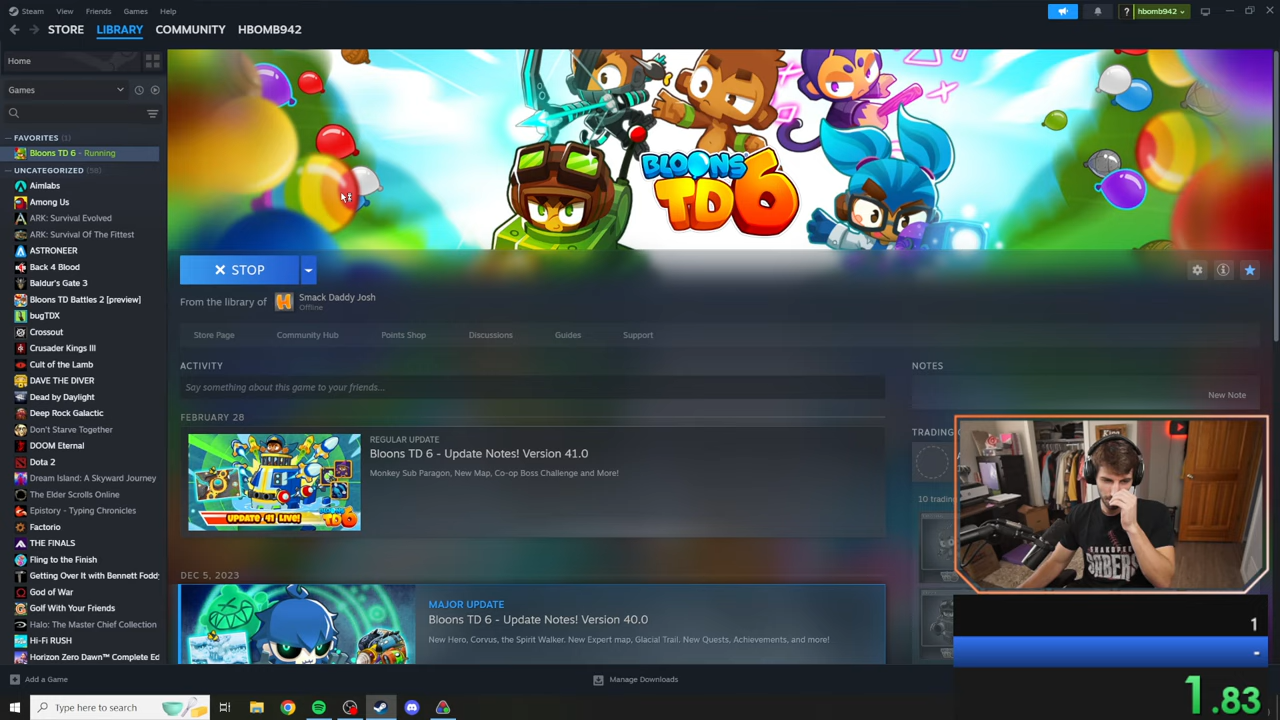 Steam View Friends Games Help
? hbomb942
STORE LIBRARY COMMUNITY HBOMB942
Home
Games
FAVORITES (1)
Bloons TD 6 - Running
UNCATEGORIZED (58)
Aimlabs
Among Us
ARK: Survival Evolved
ARK: Survival Of The Fittest
ASTRONEER
Back 4 Blood
Baldur's Gate 3
Bloons TD Battles 2 [preview]
bugTDX
Crossout
Crusader Kings III
Cult of the Lamb
DAVE THE DIVER
Dead by Daylight
Deep Rock Galactic
Don't Starve Together
DOOM Eternal
Dota 2
Dream Island: A Skyward Journey
The Elder Scrolls Online
Epistory - Typing Chronicles
Factorio
THE FINALS
Fling to the Finish
Getting Over It with Bennett Foddy
God of War
Golf With Your Friends
Halo: The Master Chief Collection
Hi-Fi RUSH
Horizon Zero Dawn™ Complete Ed
Add a Game
BLOONS
TD 6
STOP
From the library of
Smack Daddy Josh
Offline
Store Page Community Hub Points Shop Discussions Guides Support
ACTIVITY
Say something about this game to your friends...
FEBRUARY 28
REGULAR UPDATE
Bloons TD 6 - Update Notes! Version 41.0
Monkey Sub Paragon, New Map, Co-op Boss Challenge and More!
UPDATE 41 LIVE!
BLOONS TD 6
DEC 5, 2023
MAJOR UPDATE
Bloons TD 6 - Update Notes! Version 40.0
New Hero, Corvus, the Spirit Walker. New Expert map, Glacial Trail. New Quests, Achievements, and more!
NOTES
New Note
TRADING
10 trading
King
SABERS
1
-
1.83
Manage Downloads
Type here to search